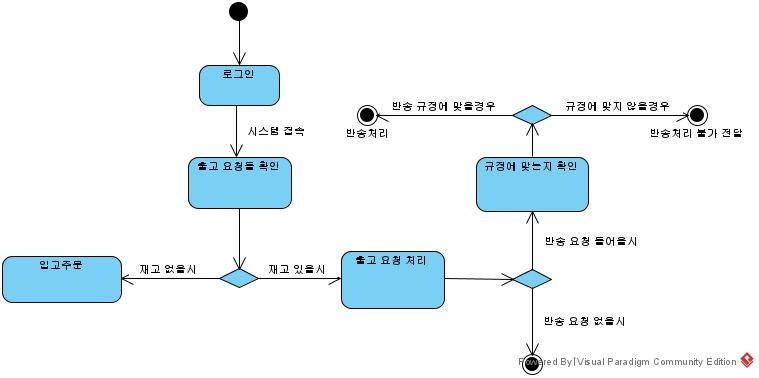 로그인
시스템 접속
출고 요청들 확인
재고 없을시
입고주문
재고 있을시
출고 요청 처리
반송 요청 들어올시
반송 요청 없을시
규정에 맞는지 확인
반송 규정에 맞을경우
반송처리
규정에 맞지 않을경우
반송처리 불가 전달
Powered By Visual Paradigm Community Edition